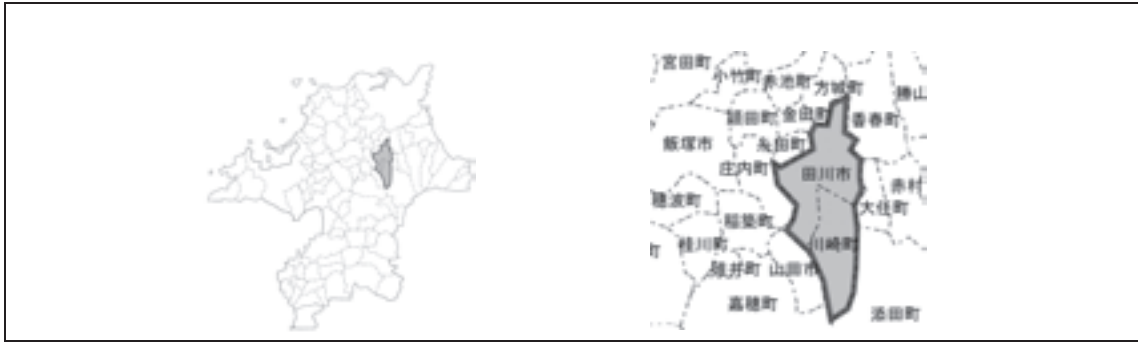 宮田町
小竹町
赤池町
方城町
勝山
頴田町
金田町
香春町
飯塚市
糸田町
庄内町
田川市
赤村
穂波町
大任町
稲築町
桂川町
川崎町
町
碓井町
山田市
嘉穂町
添田町